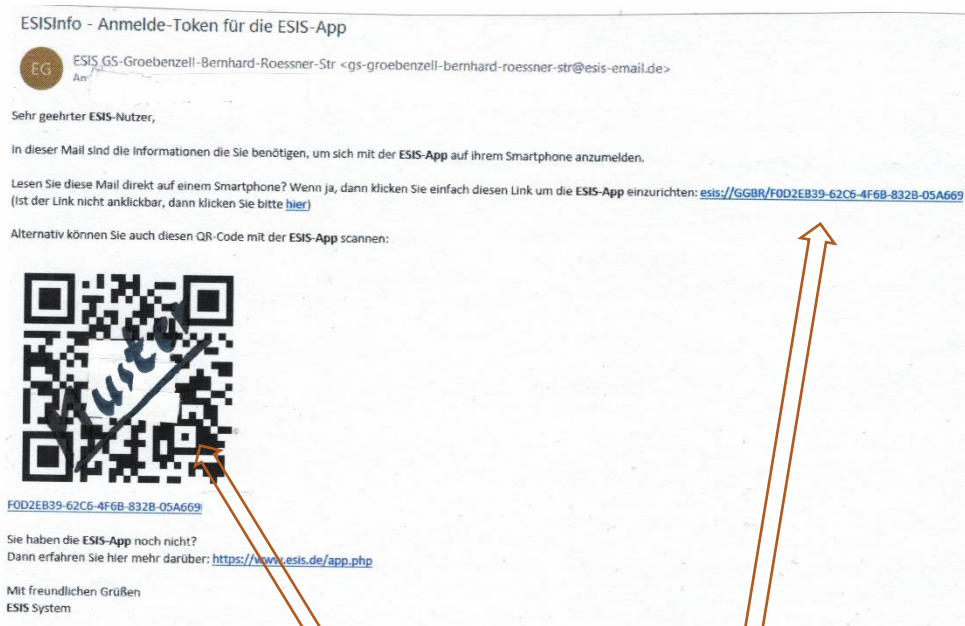 ESISInfo - Anmelde-Token für die ESIS-App
EG
ESIS GS-Groebenzell-Bernhard-Roessner-Str <gs-groebenzell-bernhard-roessner-str@esis-email.de>
An
Sehr geehrter ESIS-Nutzer,
in dieser Mail sind die Informationen die Sie benötigen, um sich mit der ESIS-App auf ihrem Smartphone anzumelden.
Lesen Sie diese Mail direkt auf einem Smartphone? Wenn ja, dann klicken Sie einfach diesen Link um die ESIS-App einzurichten: esis://GGBR/F0D2EB39-62C6-4F6B-832B-05A669
(Ist der Link nicht anklickbar, dann klicken Sie bitte hier)
Alternativ können Sie auch diesen QR-Code mit der ESIS-App scannen:
Muster
F0D2EB39-62C6-4F6B-832B-05A669
Sie haben die ESIS-App noch nicht?
Dann erfahren Sie hier mehr darüber: https://www.esis.de/app.php
Mit freundlichen Grüßen
ESIS System